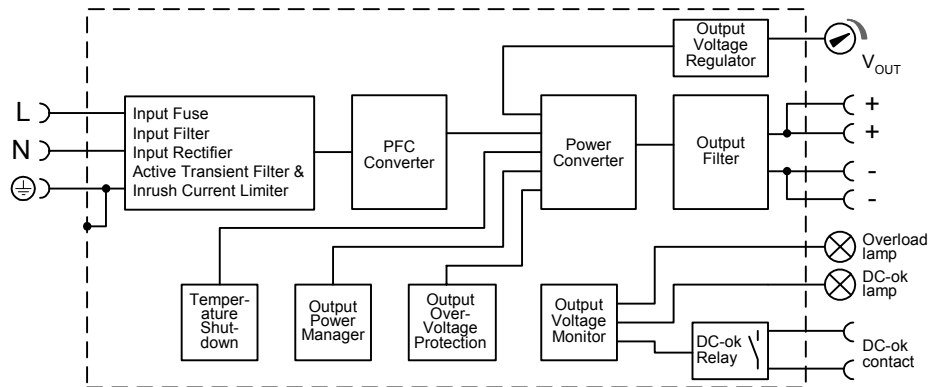 Output
Voltage
Regulator
V_OUT
L
N
Input Fuse
Input Filter
Input Rectifier
Active Transient Filter &
Inrush Current Limiter
PFC
Converter
Power
Converter
Output
Filter
+
+
-
-
Temper-
ature
Shut-
down
Output
Power
Manager
Output
Over-
Voltage
Protection
Output
Voltage
Monitor
Overload
lamp
DC-ok
lamp
DC-ok
Relay
DC-ok
contact